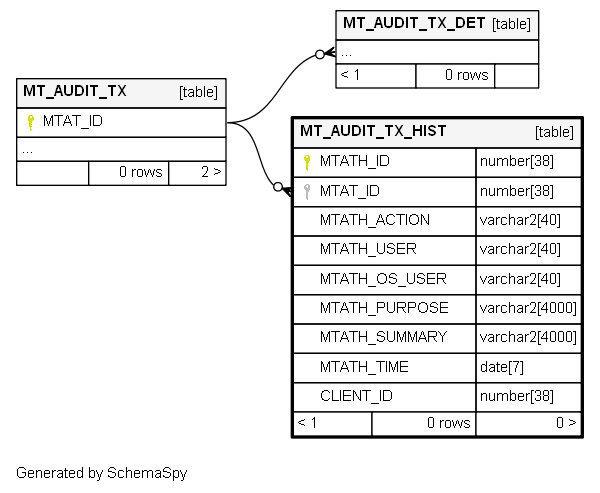 MT_AUDIT_TX_DET [table]
...
< 1 0 rows
MT_AUDIT_TX [table]
MTAT_ID
...
0 rows 2 >
MT_AUDIT_TX_HIST [table]
MTATH_ID number[38]
MTAT_ID number[38]
MTATH_ACTION varchar2[40]
MTATH_USER varchar2[40]
MTATH_OS_USER varchar2[40]
MTATH_PURPOSE varchar2[4000]
MTATH_SUMMARY varchar2[4000]
MTATH_TIME date[7]
CLIENT_ID number[38]
< 1 0 rows 0 >
Generated by SchemaSpy